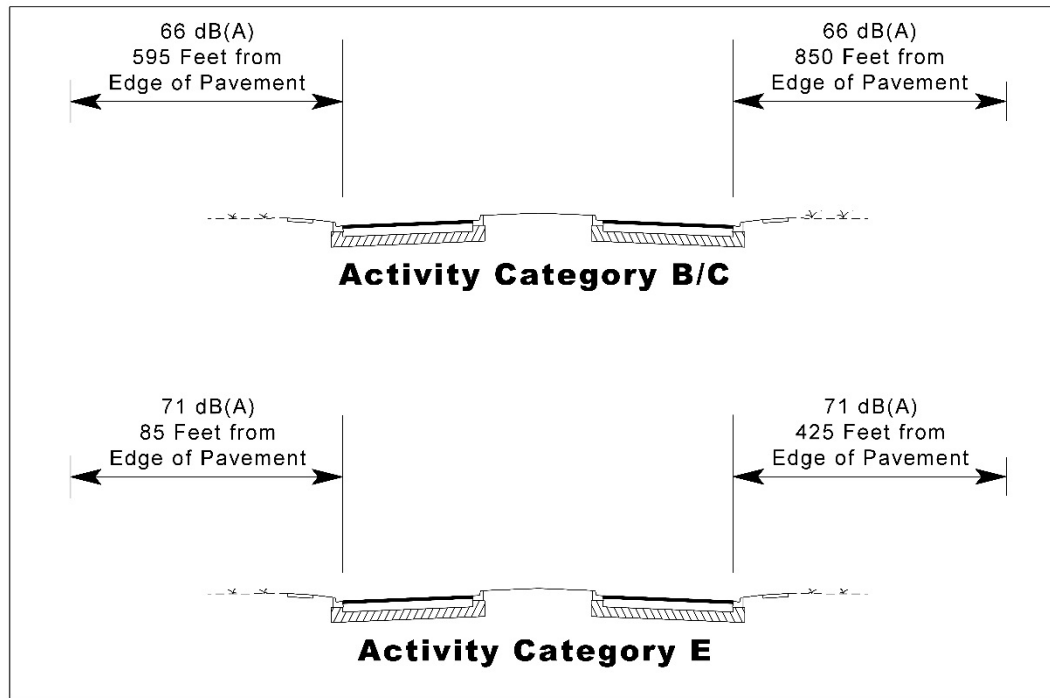 66 dB(A)
595 Feet from
Edge of Pavement
66 dB(A)
850 Feet from
Edge of Pavement
Activity Category B/C
71 dB(A)
85 Feet from
Edge of Pavement
71 dB(A)
425 Feet from
Edge of Pavement
Activity Category E